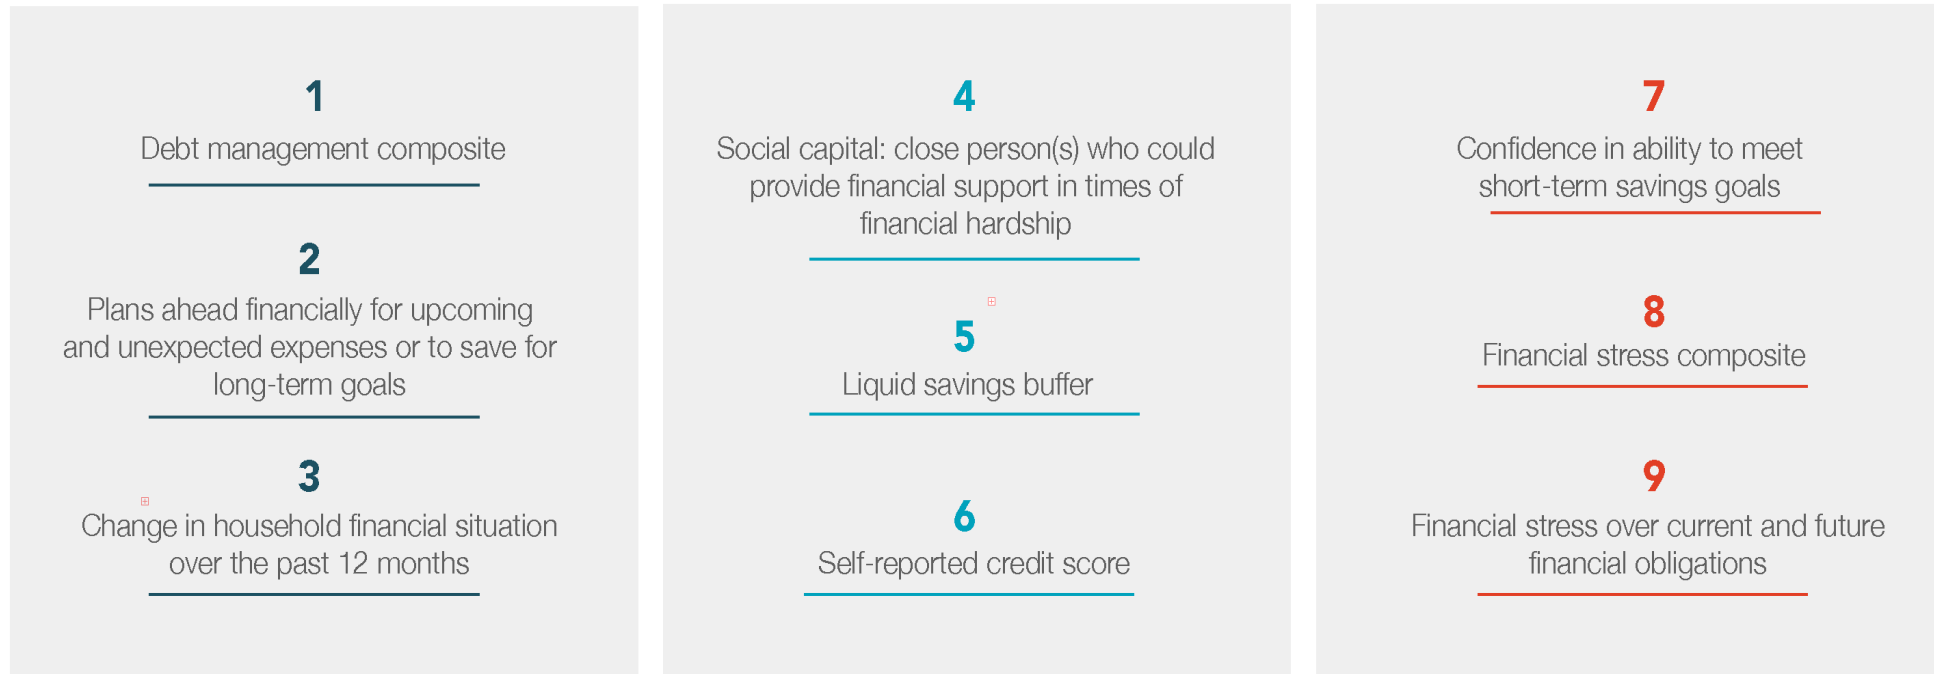 1
Debt management composite
2
Plans ahead financially for upcoming
and unexpected expenses or to save for
long-term goals
3
Change in household financial situation
over the past 12 months
4
Social capital: close person(s) who could
provide financial support in times of
financial hardship
5
Liquid savings buffer
6
Self-reported credit score
7
Confidence in ability to meet
short-term savings goals
8
Financial stress composite
9
Financial stress over current and future
financial obligations